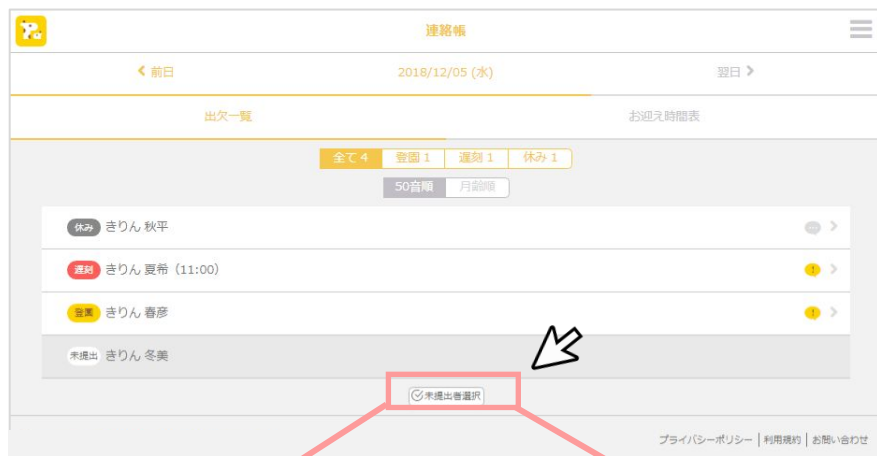 連絡帳
前日 2018/12/05 (水) 翌日
出欠一覧 お迎え時間表
全て 4 登園 1 遅刻 1 休み 1
50音順 月齢順
休み きりん 秋平
遅刻 きりん 夏希 (11:00)
登園 きりん 春彦
未提出 きりん 冬美
未提出者選択
プライバシーポリシー | 利用規約 | お問い合わせ